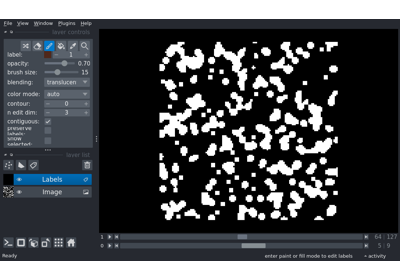 File View Window Plugins Help
layer controls
label: 1
opacity: 0.70
brush size: 15
blending: translucen
color mode: auto
contour: 0
n edit dim: 3
contiguous:
preserve labels:
show selected:
layer list
Labels
Image
1 64 127
0 5 9
Ready enter paint or fill mode to edit labels activity